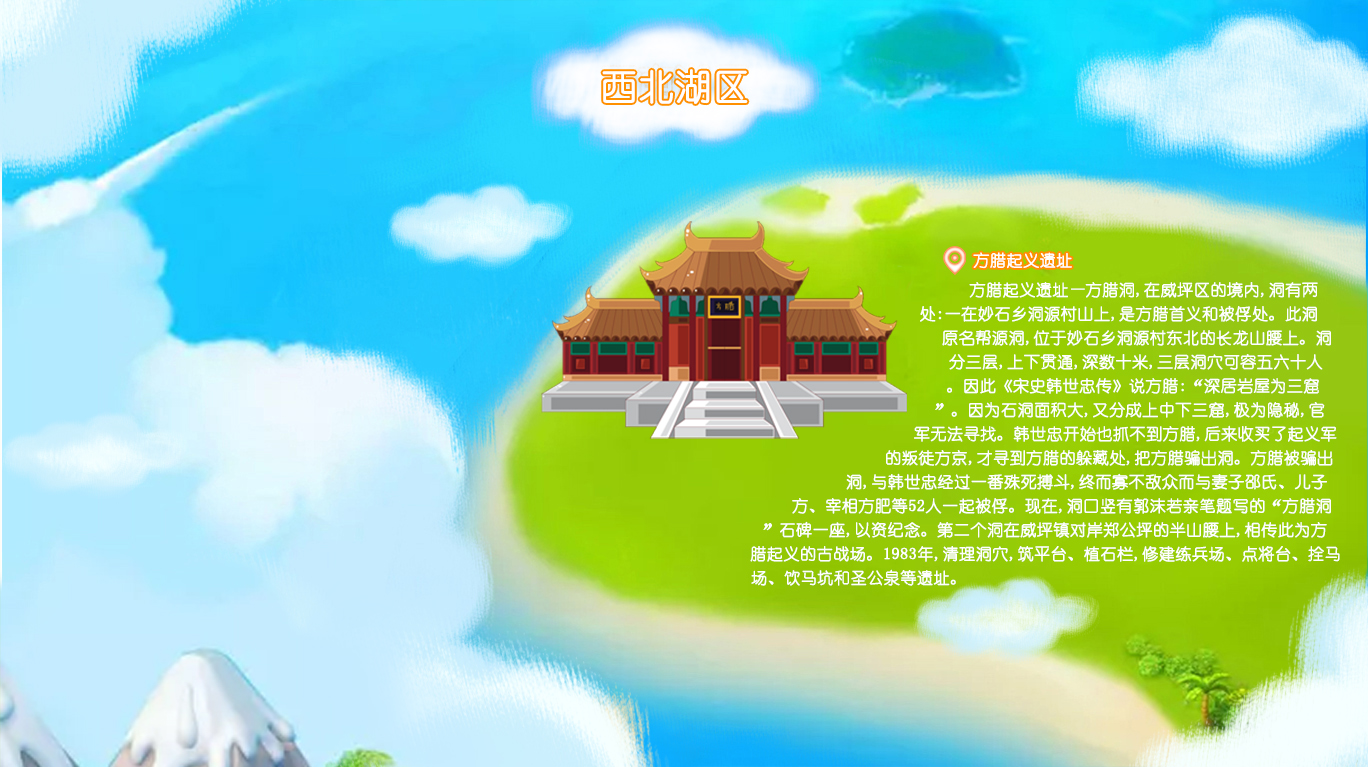 西北湖区
方腊起义遗址
方腊起义遗址一方腊洞,在威坪区的境内,洞有两
处:一在妙石乡洞源村山上,是方腊首义和被俘处。此洞
原名帮源洞,位于妙石乡洞源村东北的长龙山腰上。洞
分三层,上下贯通,深数十米,三层洞穴可容五六十人
。因此《宋史韩世忠传》说方腊:“深居岩屋为三窟
”。因为石洞面积大,又分成上中下三窟,极为隐秘,官
军无法寻找。韩世忠开始也抓不到方腊,后来收买了起义军
的叛徒方京,才寻到方腊的躲藏处,把方腊骗出洞。方腊被骗出
洞,与韩世忠经过一番殊死搏斗,终而寡不敌众而与妻子邵氏、儿子
方、宰相方肥等52人一起被俘。现在,洞口竖有郭沫若亲笔题写的“方腊洞
”石碑一座,以资纪念。第二个洞在威坪镇对岸郑公坪的半山腰上,相传此为方
腊起义的古战场。1983年,清理洞穴,筑平台、植石栏,修建练兵场、点将台、拴马
场、饮马坑和圣公泉等遗址。